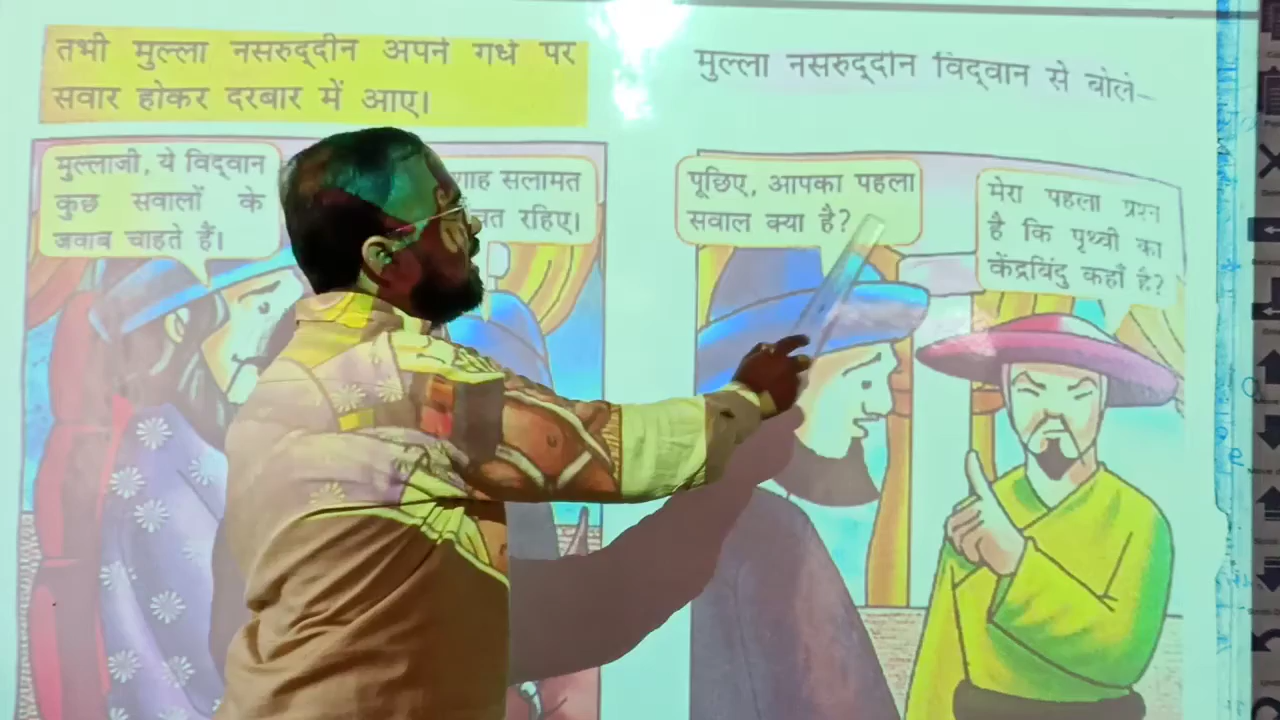 तभी मुल्ला नसरुद्दीन अपने गधे पर
सवार होकर दरबार में आए।
मुल्लाजी, ये विद्वान
कुछ सवालों के
जवाब चाहते हैं।
सलामत
रहिए।
मुल्ला नसरुद्दीन विद्वान से बोले–
पूछिए, आपका पहला
सवाल क्या है?
मेरा पहला प्रश्न
है कि पृथ्वी का
केंद्रबिंदु कहाँ है?